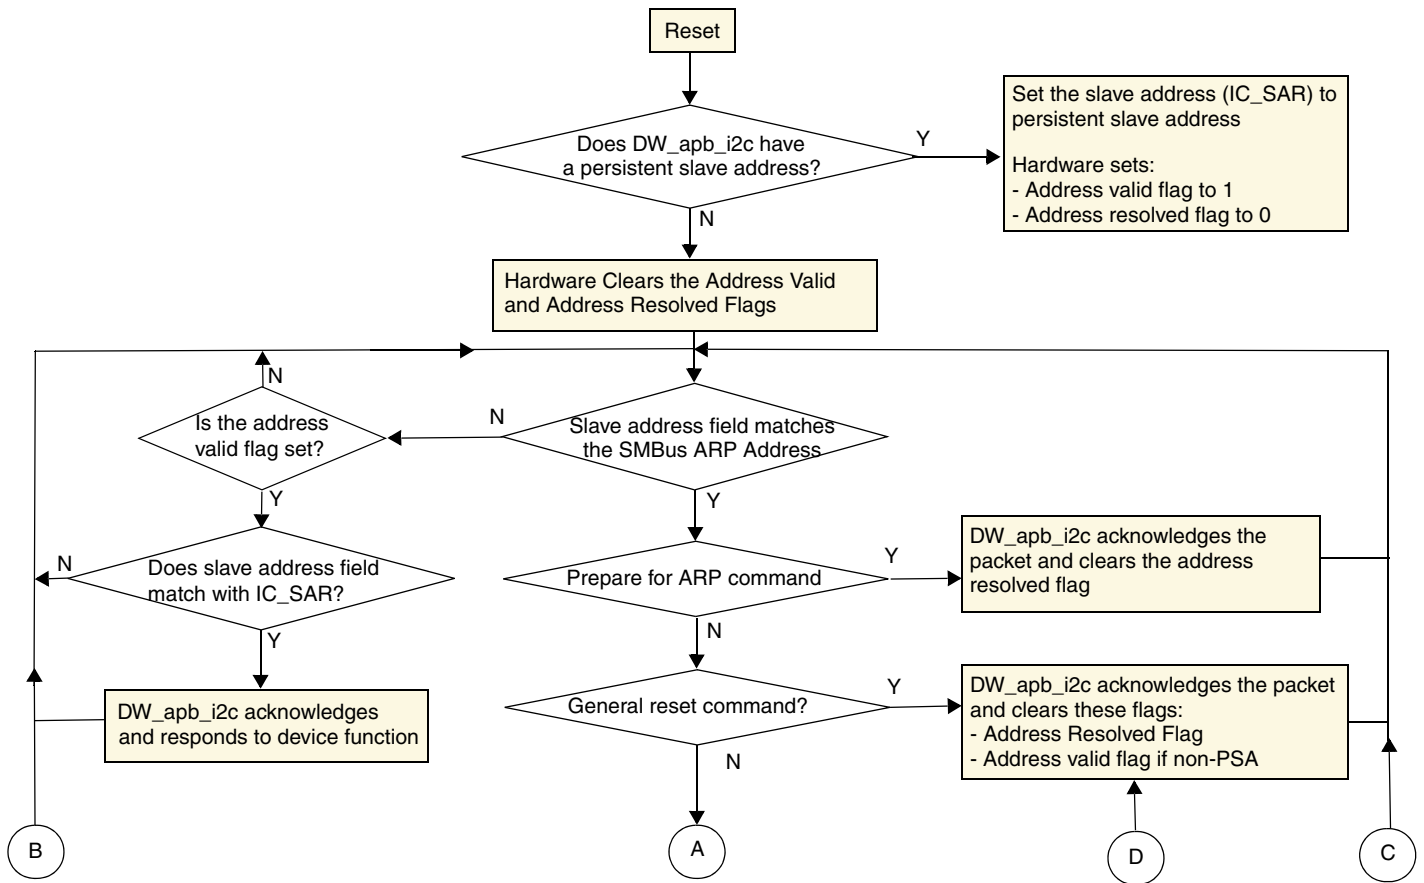 Reset
Does DW_apb_i2c have
a persistent slave address?
Y
Set the slave address (IC_SAR) to
persistent slave address
Hardware sets:
- Address valid flag to 1
- Address resolved flag to 0
N
Hardware Clears the Address Valid
and Address Resolved Flags
N
Is the address
valid flag set?
N
Slave address field matches
the SMBus ARP Address
Y
Y
Does slave address field
match with IC_SAR?
N
Prepare for ARP command
Y
DW_apb_i2c acknowledges the
packet and clears the address
resolved flag
Y
N
DW_apb_i2c acknowledges
and responds to device function
General reset command?
Y
DW_apb_i2c acknowledges the packet
and clears these flags:
- Address Resolved Flag
- Address valid flag if non-PSA
N
B
A
D
C